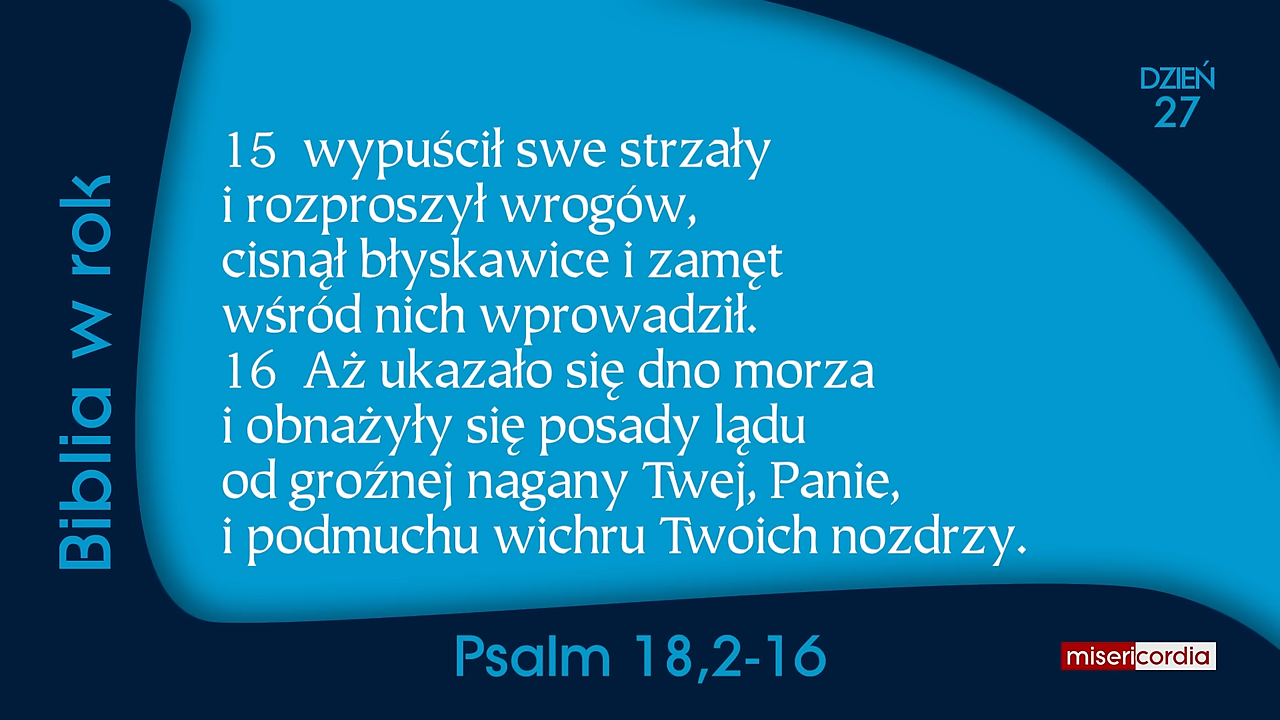 DZIEŃ
27
Biblia w rok
15 wypuścił swe strzały
i rozproszył wrogów,
cisnął błyskawice i zamęt
wśród nich wprowadził.
16 Aż ukazało się dno morza
i obnażyły się posady lądu
od groźnej nagany Twej, Panie,
i podmuchu wichru Twoich nozdrzy.
Psalm 18,2-16
misericordia